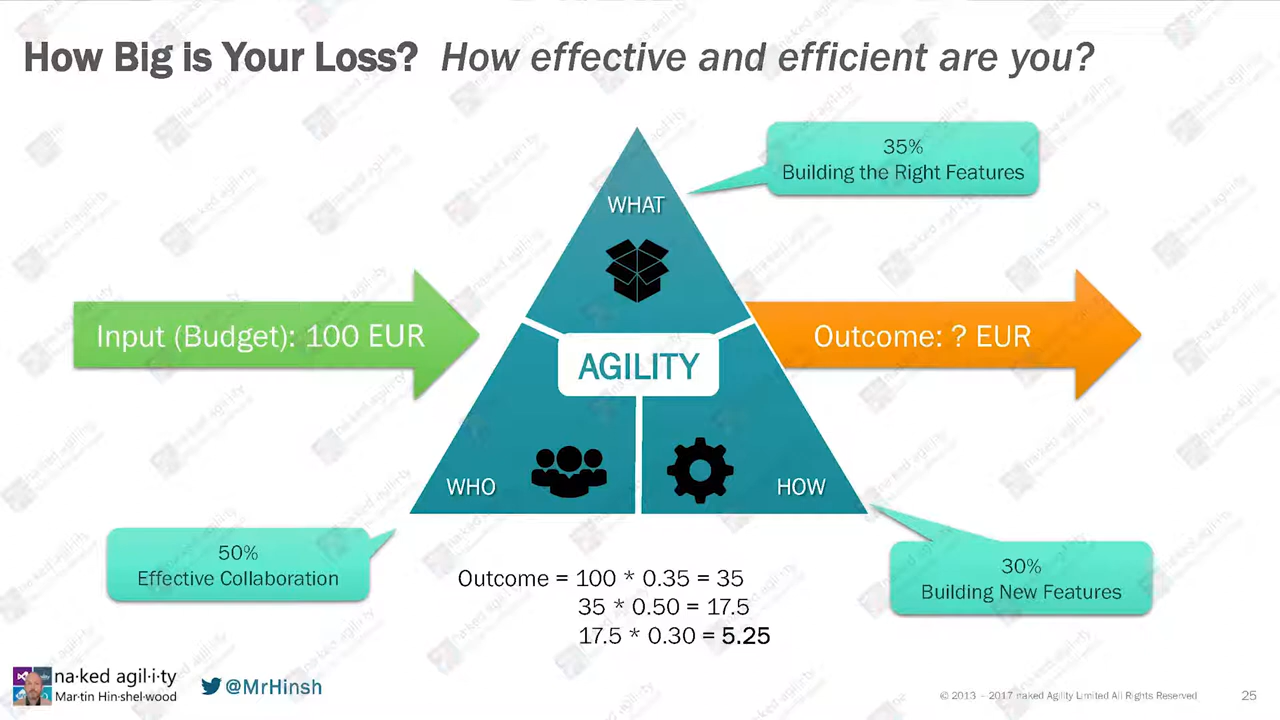 How Big is Your Loss? How effective and efficient are you?
35%
Building the Right Features
WHAT
Input (Budget): 100 EUR
AGILITY
Outcome: ? EUR
WHO
HOW
50%
Effective Collaboration
30%
Building New Features
Outcome = 100 * 0.35 = 35
35 * 0.50 = 17.5
17.5 * 0.30 = 5.25
na·ked agil·i·ty
Mar·tin Hin·shel·wood
@MrHinsh
© 2013 - 2017 naked Agility Limited All Rights Reserved
25